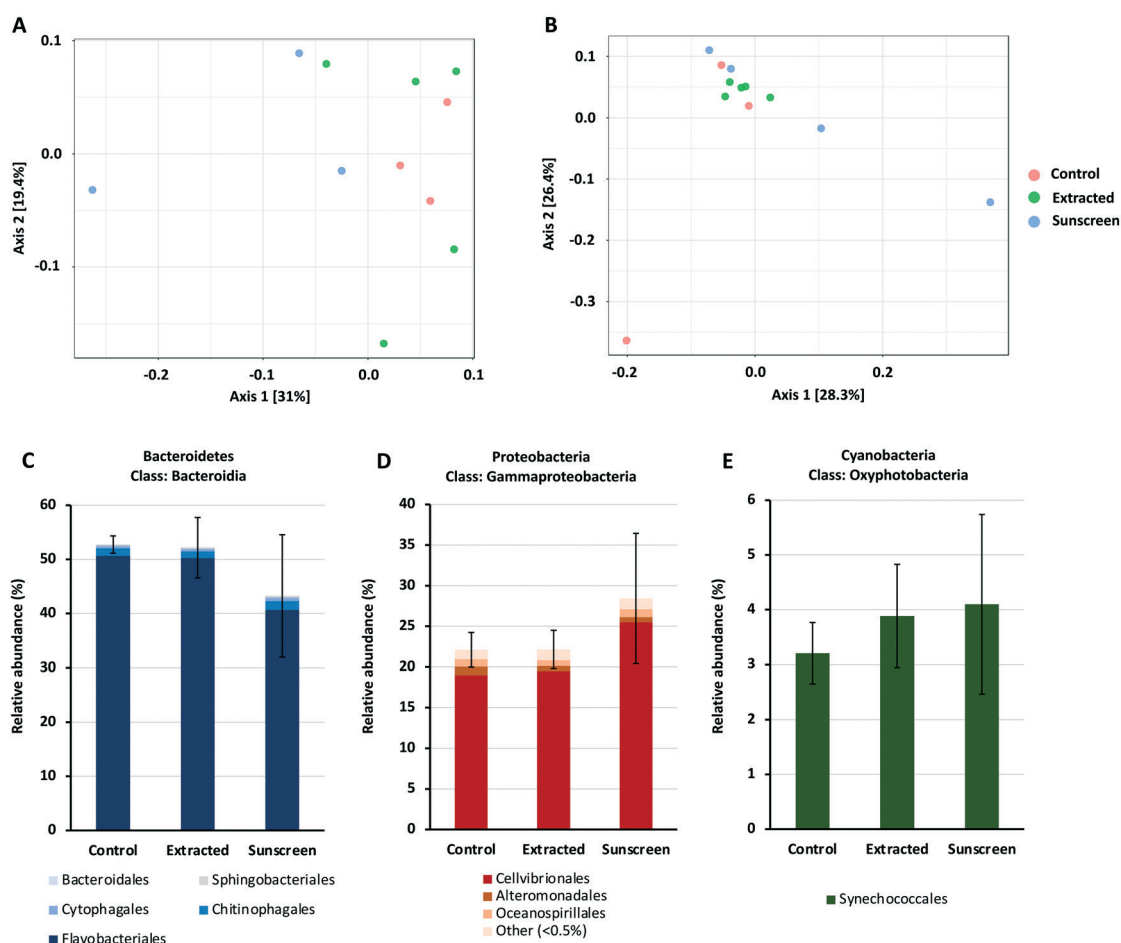 A
0.1
0.0
-0.1
Axis 2 [19.4%]
-0.2
-0.1
0.0
0.1
Axis 1 [31%]
B
0.1
0.0
-0.1
-0.2
-0.3
Axis 2 [26.4%]
-0.2
0.0
0.2
Axis 1 [28.3%]
Control
Extracted
Sunscreen
C
Bacteroidetes
Class: Bacteroidia
60
50
40
30
20
10
0
Relative abundance (%)
Control Extracted Sunscreen
Bacteroidales Sphingobacteriales
Cytophagales Chitinophagales
Flavobacteriales
D
Proteobacteria
Class: Gammaproteobacteria
40
35
30
25
20
15
10
5
0
Relative abundance (%)
Control Extracted Sunscreen
Cellvibrionales
Alteromonadales
Oceanospirillales
Other (<0.5%)
E
Cyanobacteria
Class: Oxyphotobacteria
6
5
4
3
2
1
0
Relative abundance (%)
Control Extracted Sunscreen
Synechococcales